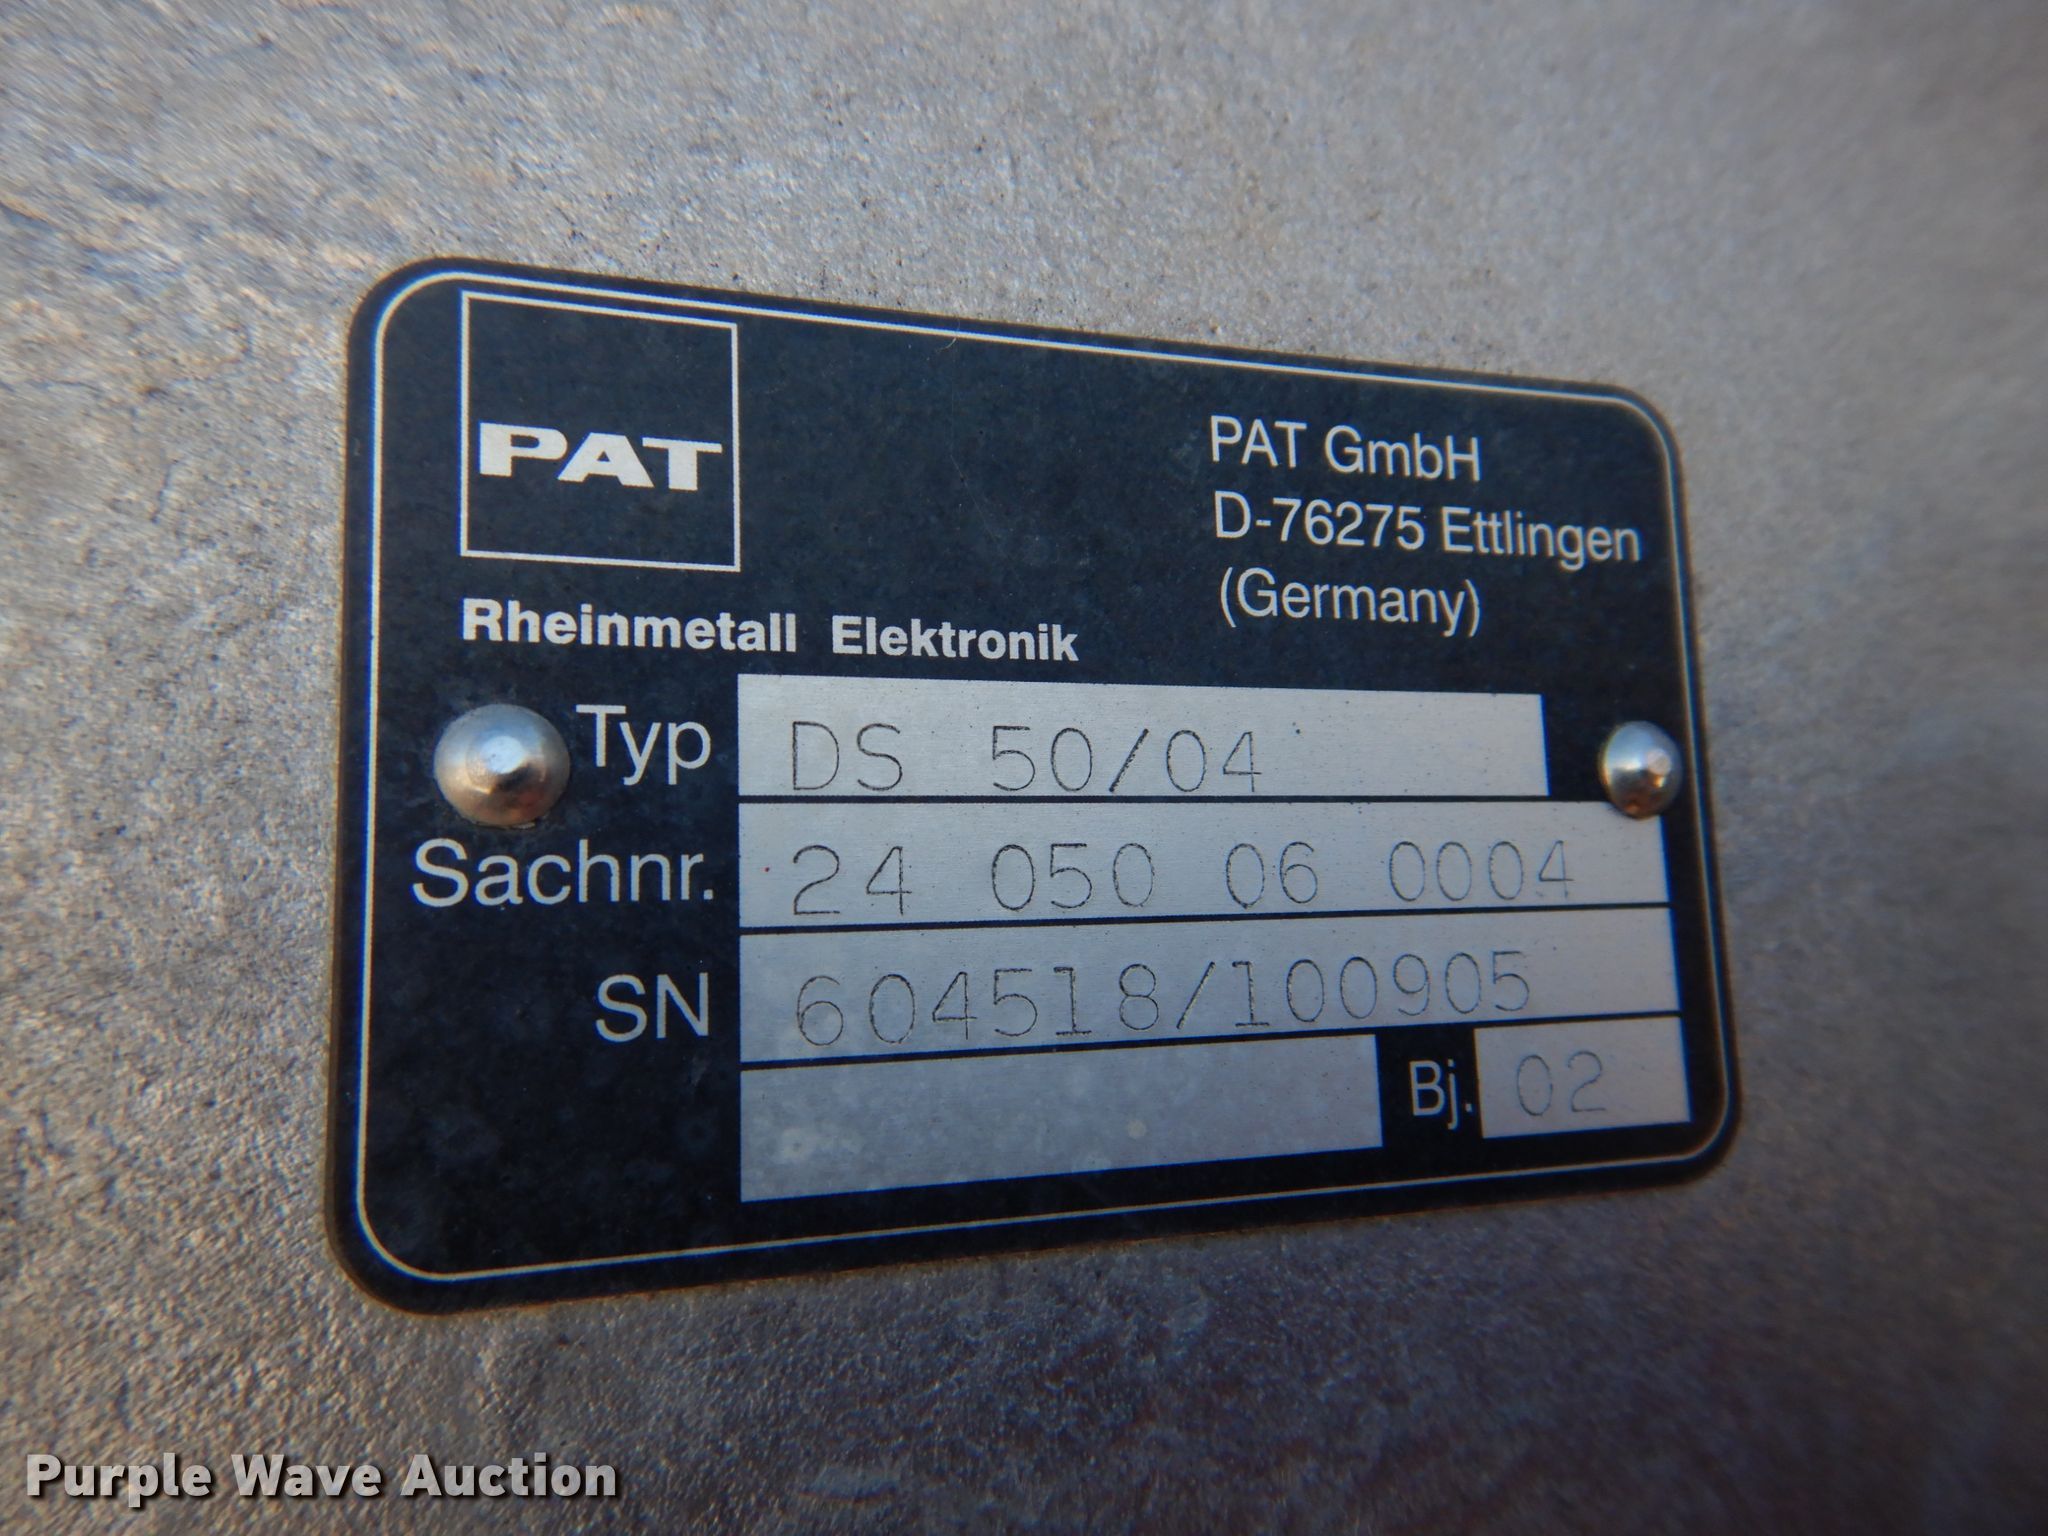 PAT
PAT GmbH
D-76275 Ettlingen
(Germany)
Rheinmetall Elektronik
Typ DS 50/04
Sachnr. 24 050 06 0004
SN 604518/100905
Bj. 02
Purple Wave Auction